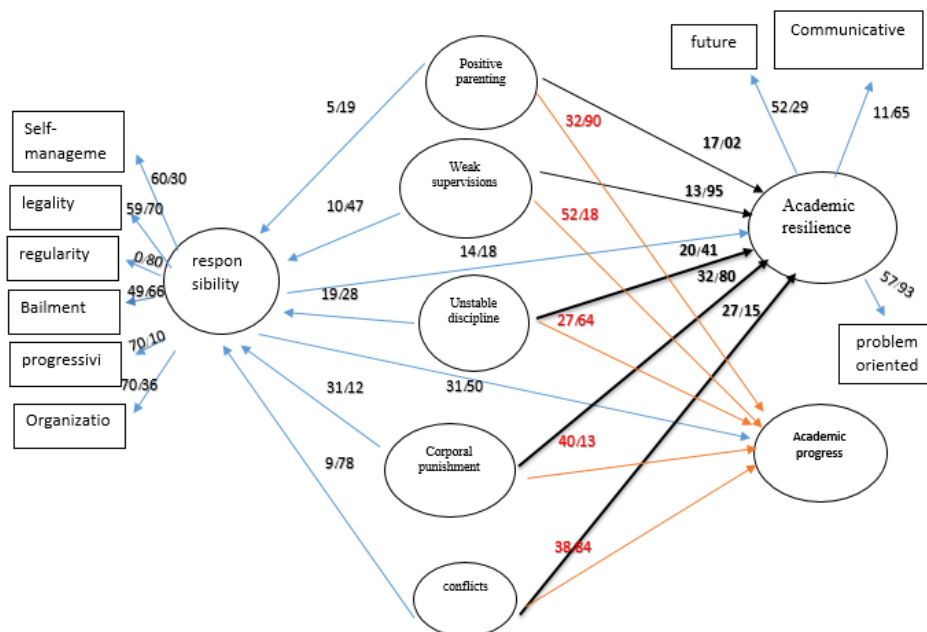 future
Communicative
Positive
parenting
5/19
32/90
52/29
11/65
Self-
manageme
17/02
60/30
Weak
supervisions
13/95
legality
59/70
10/47
52/18
Academic
resilience
regularity
0/80
respon
sibility
14/18
20/41
32/80
57/93
Bailment
49/66
19/28
Unstable
discipline
27/15
27/64
problem
oriented
progressivi
70/10
70/36
31/12
31/50
Organizatio
Corporal
punishment
40/13
Academic
progress
9/78
38/84
conflicts